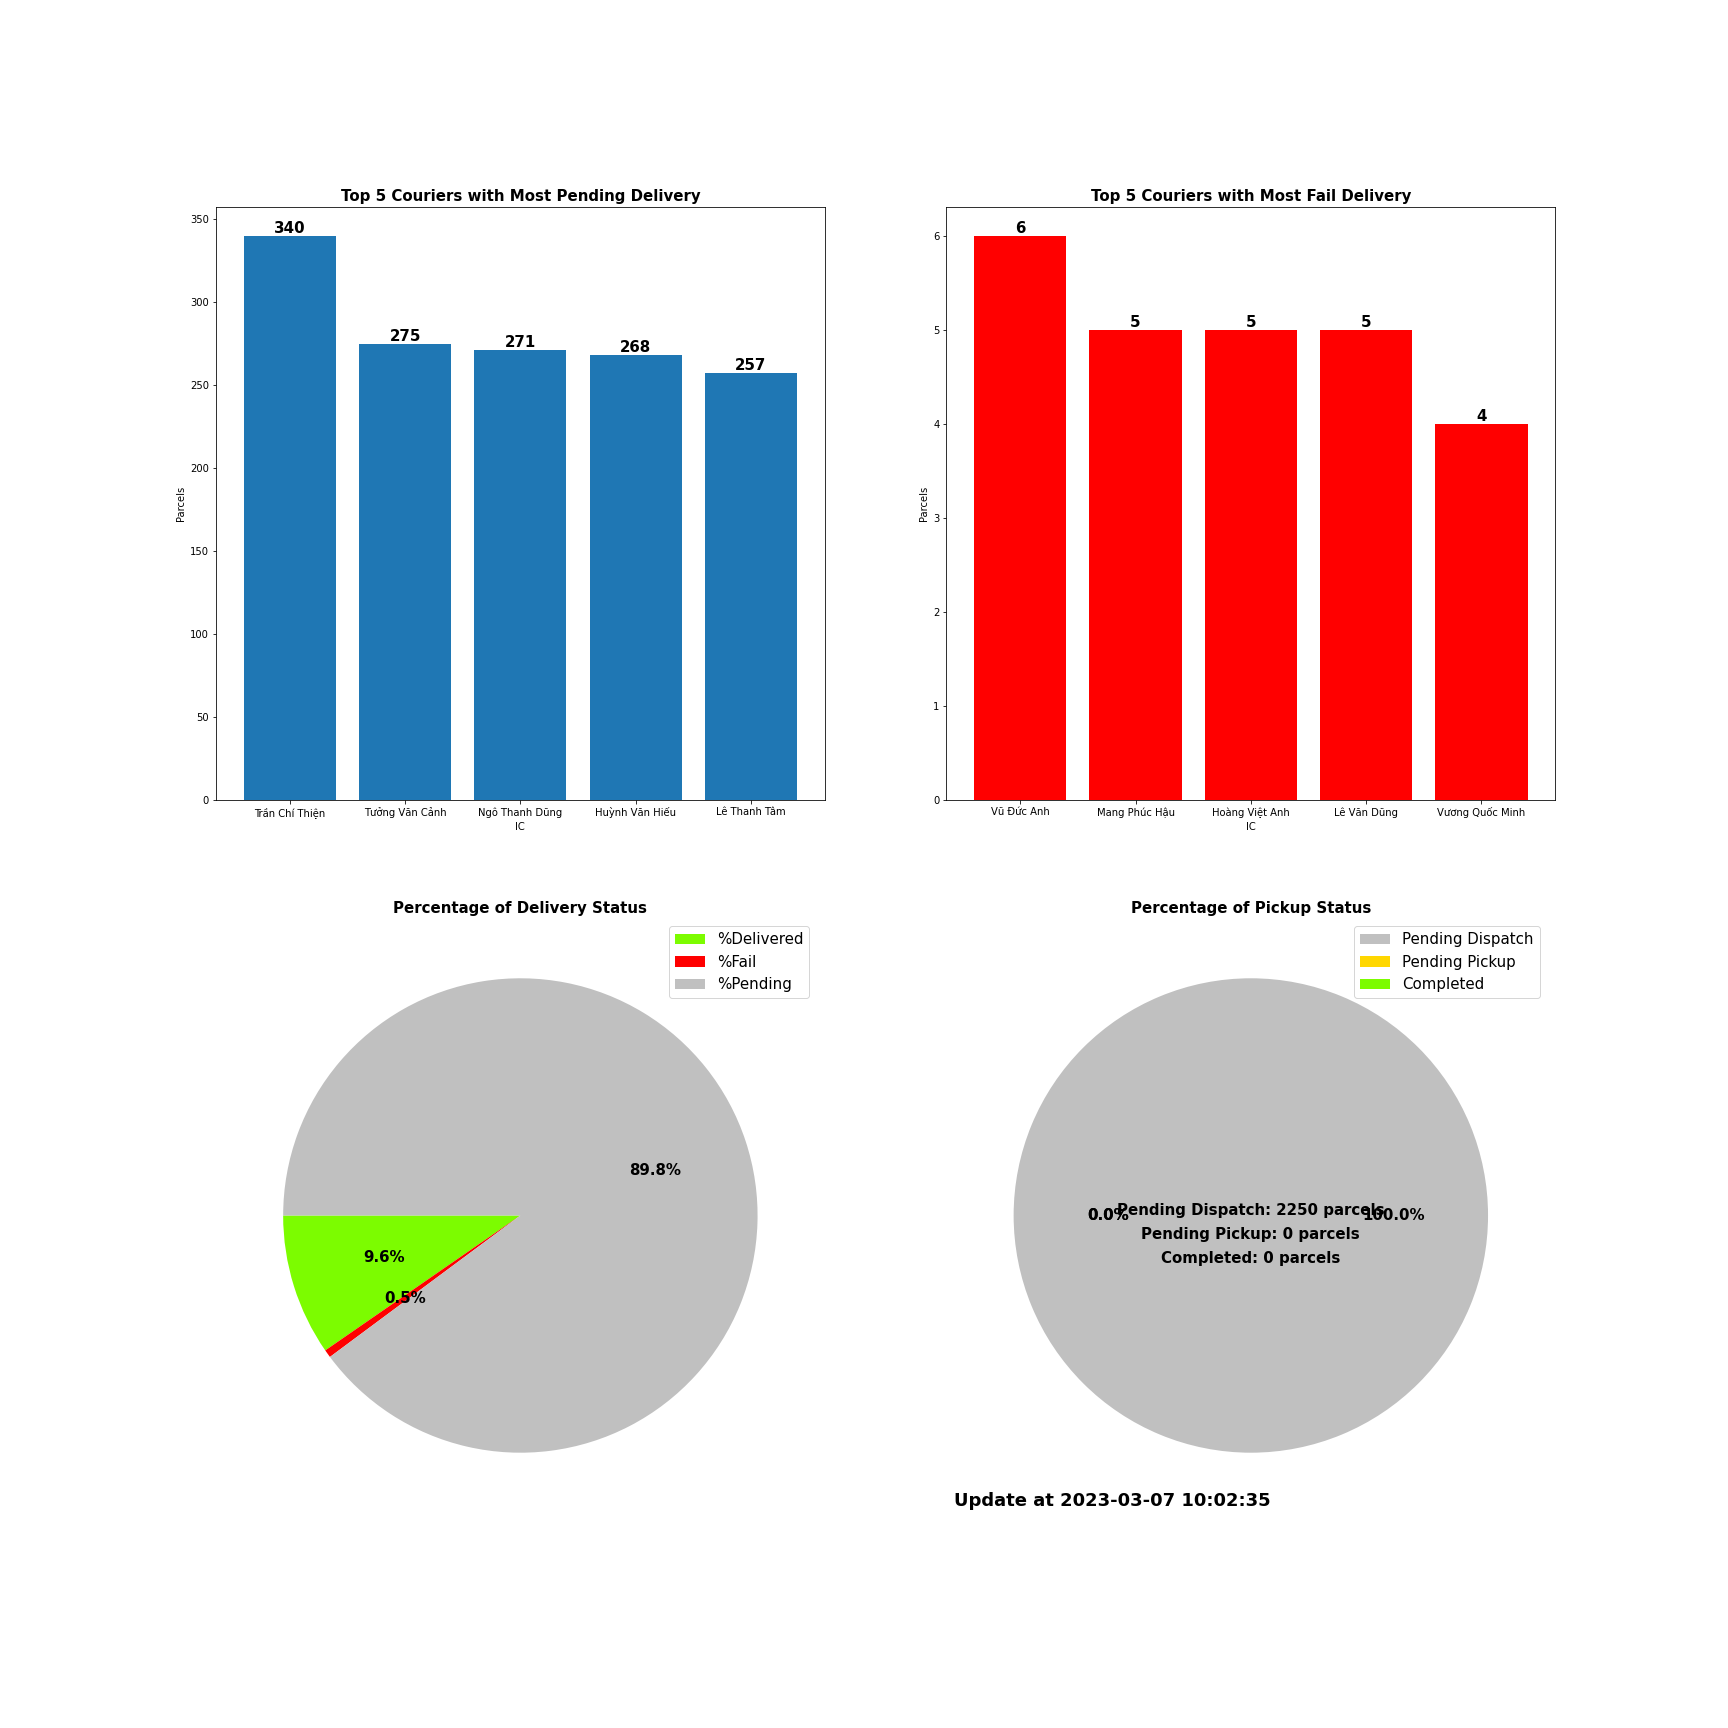 Top 5 Couriers with Most Pending Delivery
350
300
250
200
150
100
50
0
Parcels
340
275
271
268
257
Trần Chí Thiện
Tưởng Văn Cảnh
Ngô Thanh Dũng
Huỳnh Văn Hiếu
Lê Thanh Tâm
IC
Top 5 Couriers with Most Fail Delivery
6
5
4
3
2
1
0
Parcels
6
5
5
5
4
Vũ Đức Anh
Mang Phúc Hậu
Hoàng Việt Anh
Lê Văn Dũng
Vương Quốc Minh
IC
Percentage of Delivery Status
%Delivered
%Fail
%Pending
89.8%
9.6%
0.5%
Percentage of Pickup Status
Pending Dispatch
Pending Pickup
Completed
0.0%
0.0%
Pending Dispatch: 2250 parcels
100.0%
Pending Pickup: 0 parcels
Completed: 0 parcels
Update at 2023-03-07 10:02:35